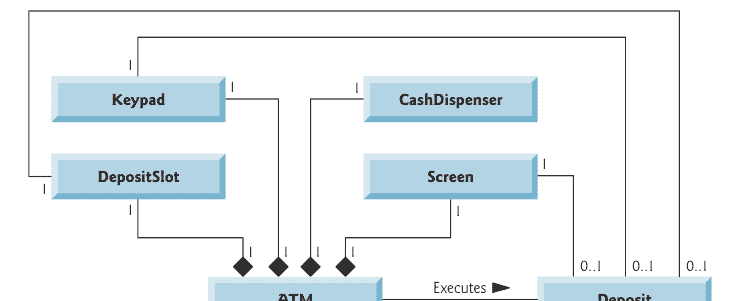 1
Keypad
1
1
CashDispenser
DepositSlot
1
Screen
1
1
1
1
1
1
1
1
0..1
0..1
0..1
Executes
ATM
Deposit